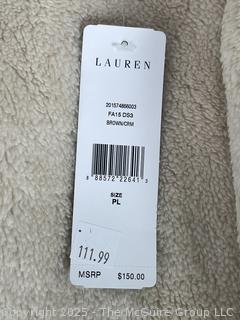 LAUREN
201574866003
FA15 DS3
BROWN/CRM
8 88572 22641 3
SIZE
PL
111.99
MSRP $150.00
Copyright 2025 - The McGuire Group LLC